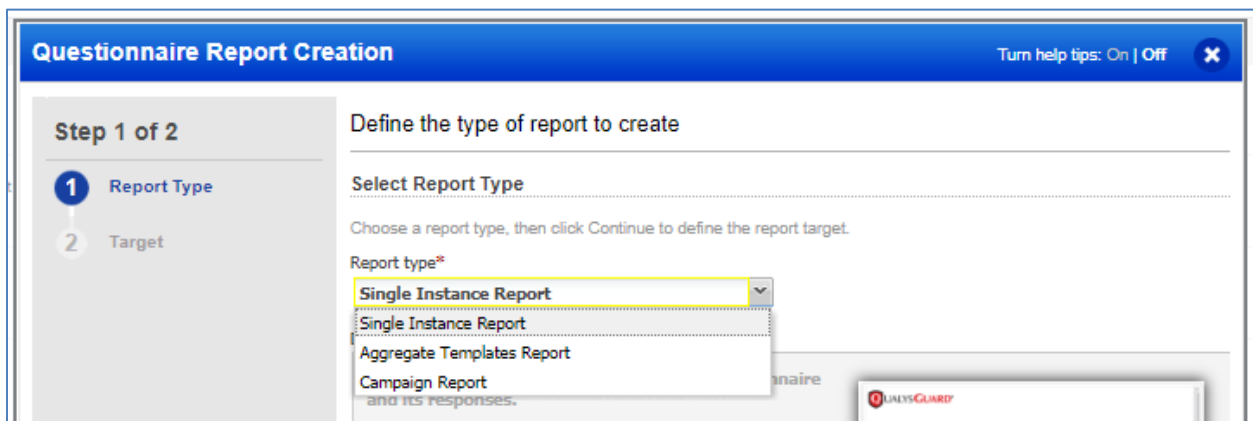 Questionnaire Report Creation
Turn help tips: On | Off
Step 1 of 2
1 Report Type
2 Target
Define the type of report to create
Select Report Type
Choose a report type, then click Continue to define the report target.
Report type*
Single Instance Report
Single Instance Report
Aggregate Templates Report
Campaign Report
and its responses.
QUALYSGUARD®